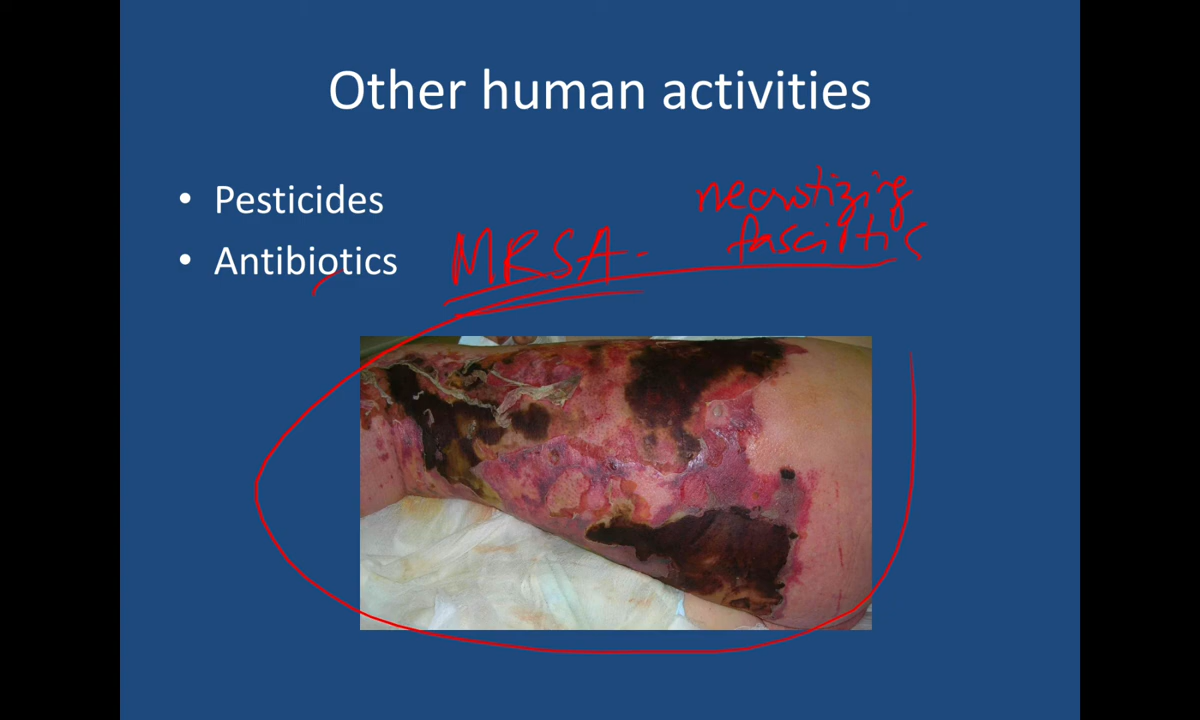 Other human activities
• Pesticides
• Antibiotics
MRSA -
necrotizing
fasciitis